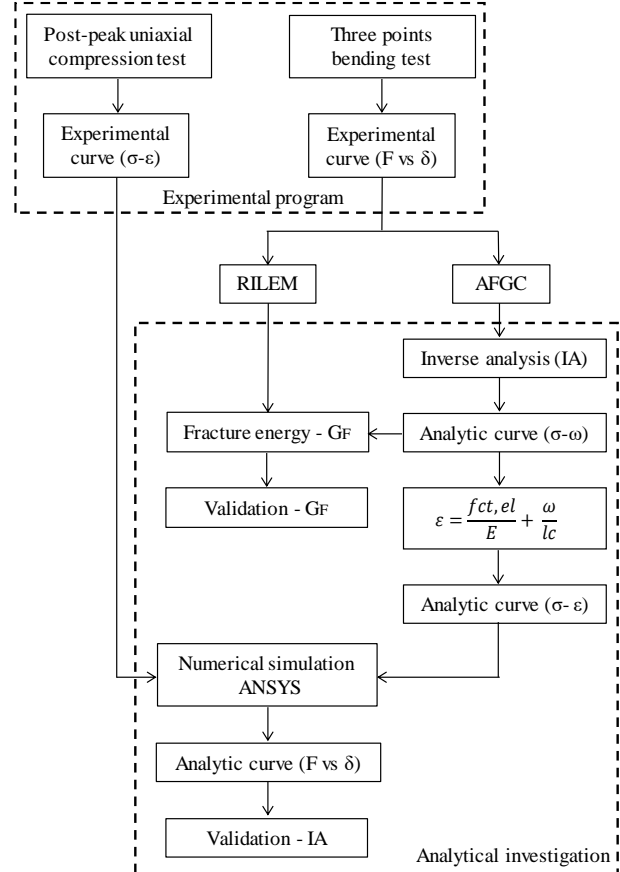 Post-peak uniaxial
compression test
Three points
bending test
Experimental
curve (σ-ε)
Experimental
curve (F vs δ)
Experimental program
RILEM
AFGC
Inverse analysis (IA)
Fracture energy - GF
Analytic curve (σ-ω)
Validation - GF
ε = fct, el / E + ω / lc
Analytic curve (σ- ε)
Numerical simulation
ANSYS
Analytic curve (F vs δ)
Validation - IA
Analytical investigation